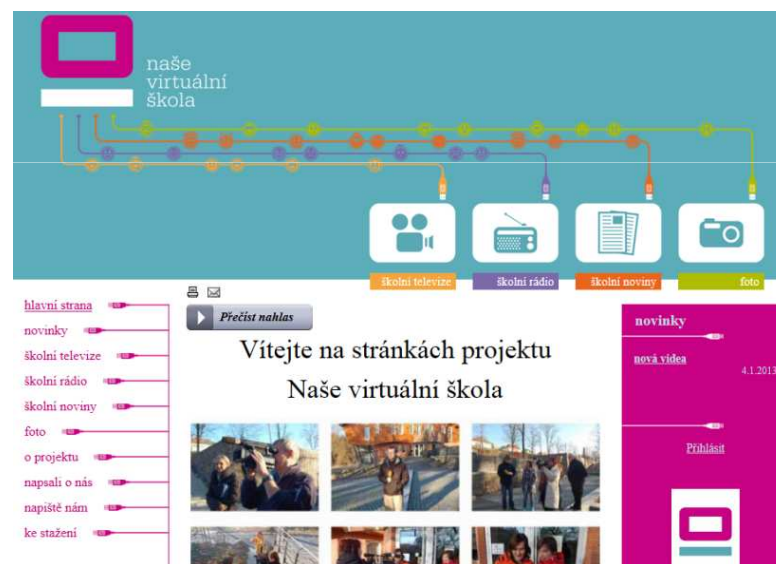 naše
virtuální
škola
školní televize
školní rádio
školní noviny
foto
hlavní strana
novinky
školní televize
školní rádio
školní noviny
foto
o projektu
napsali o nás
napiště nám
ke stažení
Přečíst nahlas
Vítejte na stránkách projektu
Naše virtuální škola
novinky
nová videa
4.1.2013
Přihlásit